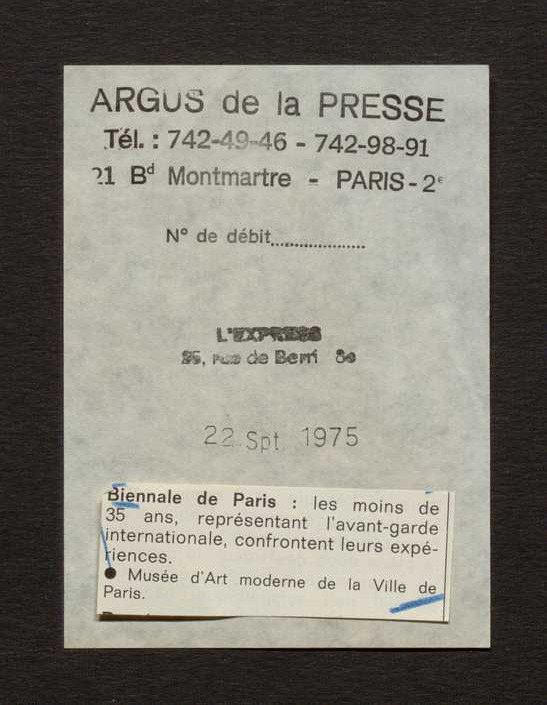 ARGUS de la PRESSE
Tél. : 742-49-46 - 742-98-91
21 Bd Montmartre - PARIS-2e
N° de débit...................
L'EXPRESS
25, rue de Berri 8e
22 Spt. 1975
Biennale de Paris : les moins de
35 ans, représentant l'avant-garde
internationale, confrontent leurs expé-
riences.
● Musée d'Art moderne de la Ville de
Paris.